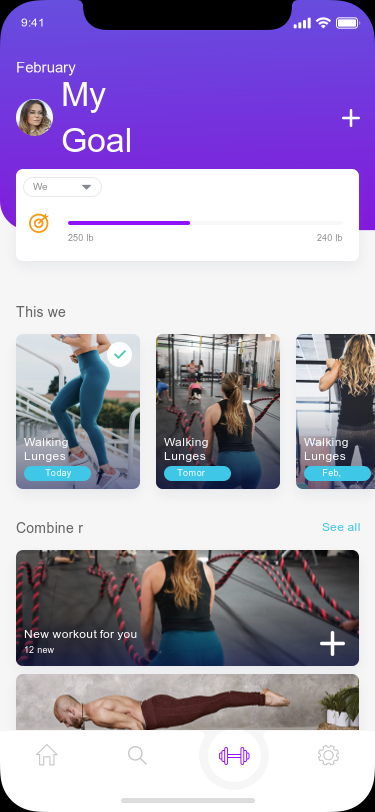 9:41
February
My
Goal
We
250 lb
240 lb
This we
Walking
Lunges
Today
Walking
Lunges
Tomor
Walking
Lunges
Feb,
Combine r
See all
New workout for you
12 new